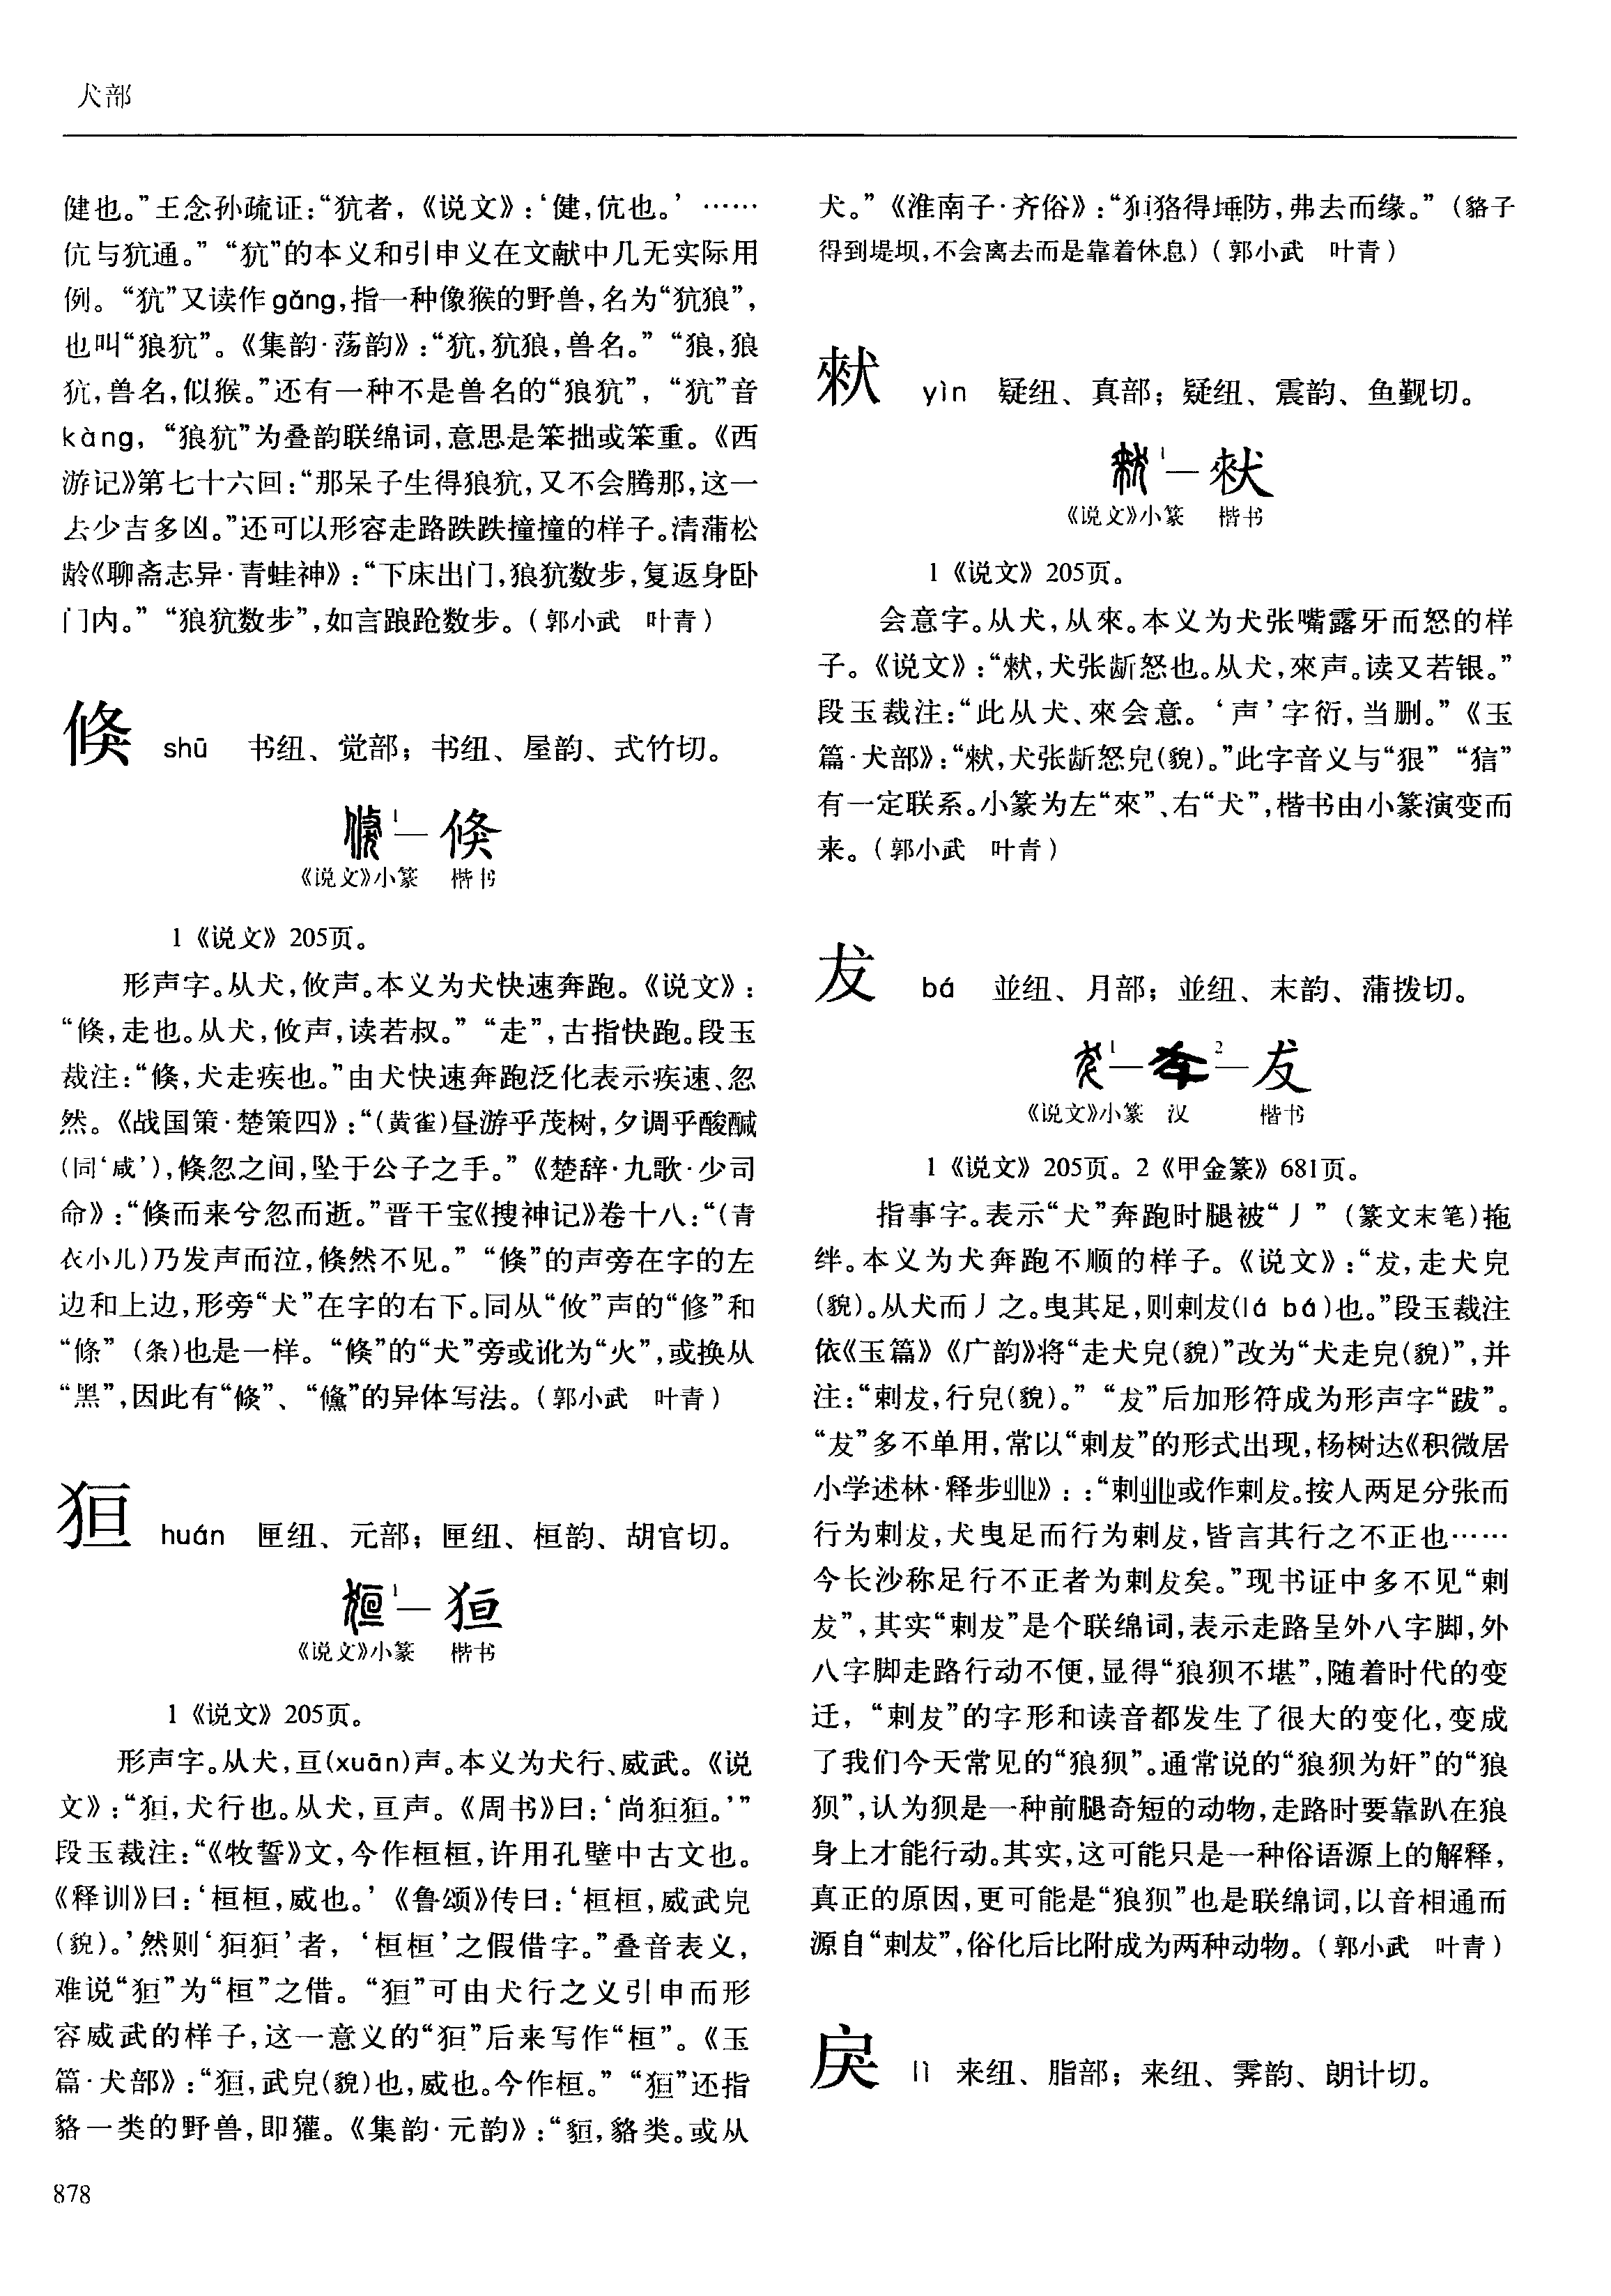 犬部
健也。”王念孙疏证:“犺者,《说文》:‘健,伉也。’……
伉与犺通。”“犺”的本义和引申义在文献中几无实际用
例。“犺”又读作gǎng,指一种像猴的野兽,名为“犺狼”,
也叫“狼犺”。《集韵·荡韵》:“犺,犺狼,兽名。”“狼,狼
犺,兽名,似猴。”还有一种不是兽名的“狼犺”,“犺”音
kàng,“狼犺”为叠韵联绵词,意思是笨拙或笨重。《西
游记》第七十六回:“那呆子生得狼犺,又不会腾那,这一
去少吉多凶。”还可以形容走路跌跌撞撞的样子。清蒲松
龄《聊斋志异·青蛙神》:“下床出门,狼犺数步,复返身卧
门内。”“狼犺数步”,如言踉跄数步。(郭小武 叶青)
倏 shū 书纽、觉部;书纽、屋韵、式竹切。
1—倏
《说文》小篆 楷书
1《说文》205页。
形声字。从犬,攸声。本义为犬快速奔跑。《说文》:
“倏,走也。从犬,攸声,读若叔。”“走”,古指快跑。段玉
裁注:“倏,犬走疾也。”由犬快速奔跑泛化表示疾速、忽
然。《战国策·楚策四》:“(黄雀)昼游乎茂树,夕调乎酸醎
(同‘咸’),倏忽之间,坠于公子之手。”《楚辞·九歌·少司
命》:“倏而来兮忽而逝。”晋干宝《搜神记》卷十八:“(青
衣小儿)乃发声而泣,倏然不见。”“倏”的声旁在字的左
边和上边,形旁“犬”在字的右下。同从“攸”声的“修”和
“條”(条)也是一样。“倏”的“犬”旁或讹为“火”,或换从
“黑”,因此有“倐”、“儵”的异体写法。(郭小武 叶青)
狟 huán 匣纽、元部;匣纽、桓韵、胡官切。
1—狟
《说文》小篆 楷书
1《说文》205页。
形声字。从犬,亘(xuān)声。本义为犬行、威武。《说
文》:“狟,犬行也。从犬,亘声。《周书》曰:‘尚狟狟。’”
段玉裁注:“《牧誓》文,今作桓桓,许用孔壁中古文也。
《释训》曰:‘桓桓,威也。’《鲁颂》传曰:‘桓桓,威武皃
(貌)。’然则‘狟狟’者,‘桓桓’之假借字。”叠音表义,
难说“狟”为“桓”之借。“狟”可由犬行之义引申而形
容威武的样子,这一意义的“狟”后来写作“桓”。《玉
篇·犬部》:“狟,武皃(貌)也,威也。今作桓。”“狟”还指
貉一类的野兽,即獾。《集韵·元韵》:“貆,貉类。或从
878
犬。”《淮南子·齐俗》:“狟狢得埵防,弗去而缘。”(貉子
得到堤坝,不会离去而是靠着休息)(郭小武 叶青)
猌 yìn 疑纽、真部;疑纽、震韵、鱼觐切。
1—猌
《说文》小篆 楷书
1《说文》205页。
会意字。从犬,从來。本义为犬张嘴露牙而怒的样
子。《说文》:“猌,犬张龂怒也。从犬,來声。读又若银。”
段玉裁注:“此从犬、來会意。‘声’字衍,当删。”《玉
篇·犬部》:“猌,犬张龂怒皃(貌)。”此字音义与“狠”“狺”
有一定联系。小篆为左“來”、右“犬”,楷书由小篆演变而
来。(郭小武 叶青)
犮 bá 並纽、月部;並纽、末韵、蒲拨切。
1—2—犮
《说文》小篆 汉 楷书
1《说文》205页。2《甲金篆》681页。
指事字。表示“犬”奔跑时腿被“丿”(篆文末笔)拖
绊。本义为犬奔跑不顺的样子。《说文》:“犮,走犬皃
(貌)。从犬而丿之。曳其足,则剌犮(lá bá)也。”段玉裁注
依《玉篇》《广韵》将“走犬皃(貌)”改为“犬走皃(貌)”,并
注:“剌犮,行皃(貌)。”“犮”后加形符成为形声字“跋”。
“犮”多不单用,常以“剌犮”的形式出现,杨树达《积微居
小学述林·释步𣥠》::“剌𣥠或作剌犮。按人两足分张而
行为剌犮,犬曳足而行为剌犮,皆言其行之不正也……
今长沙称足行不正者为剌犮矣。”现书证中多不见“剌
犮”,其实“剌犮”是个联绵词,表示走路呈外八字脚,外
八字脚走路行动不便,显得“狼狈不堪”,随着时代的变
迁,“剌犮”的字形和读音都发生了很大的变化,变成
了我们今天常见的“狼狈”。通常说的“狼狈为奸”的“狼
狈”,认为狈是一种前腿奇短的动物,走路时要靠趴在狼
身上才能行动。其实,这可能只是一种俗语源上的解释,
真正的原因,更可能是“狼狈”也是联绵词,以音相通而
源自“剌犮”,俗化后比附成为两种动物。(郭小武 叶青)
戾 lì 来纽、脂部;来纽、霁韵、朗计切。